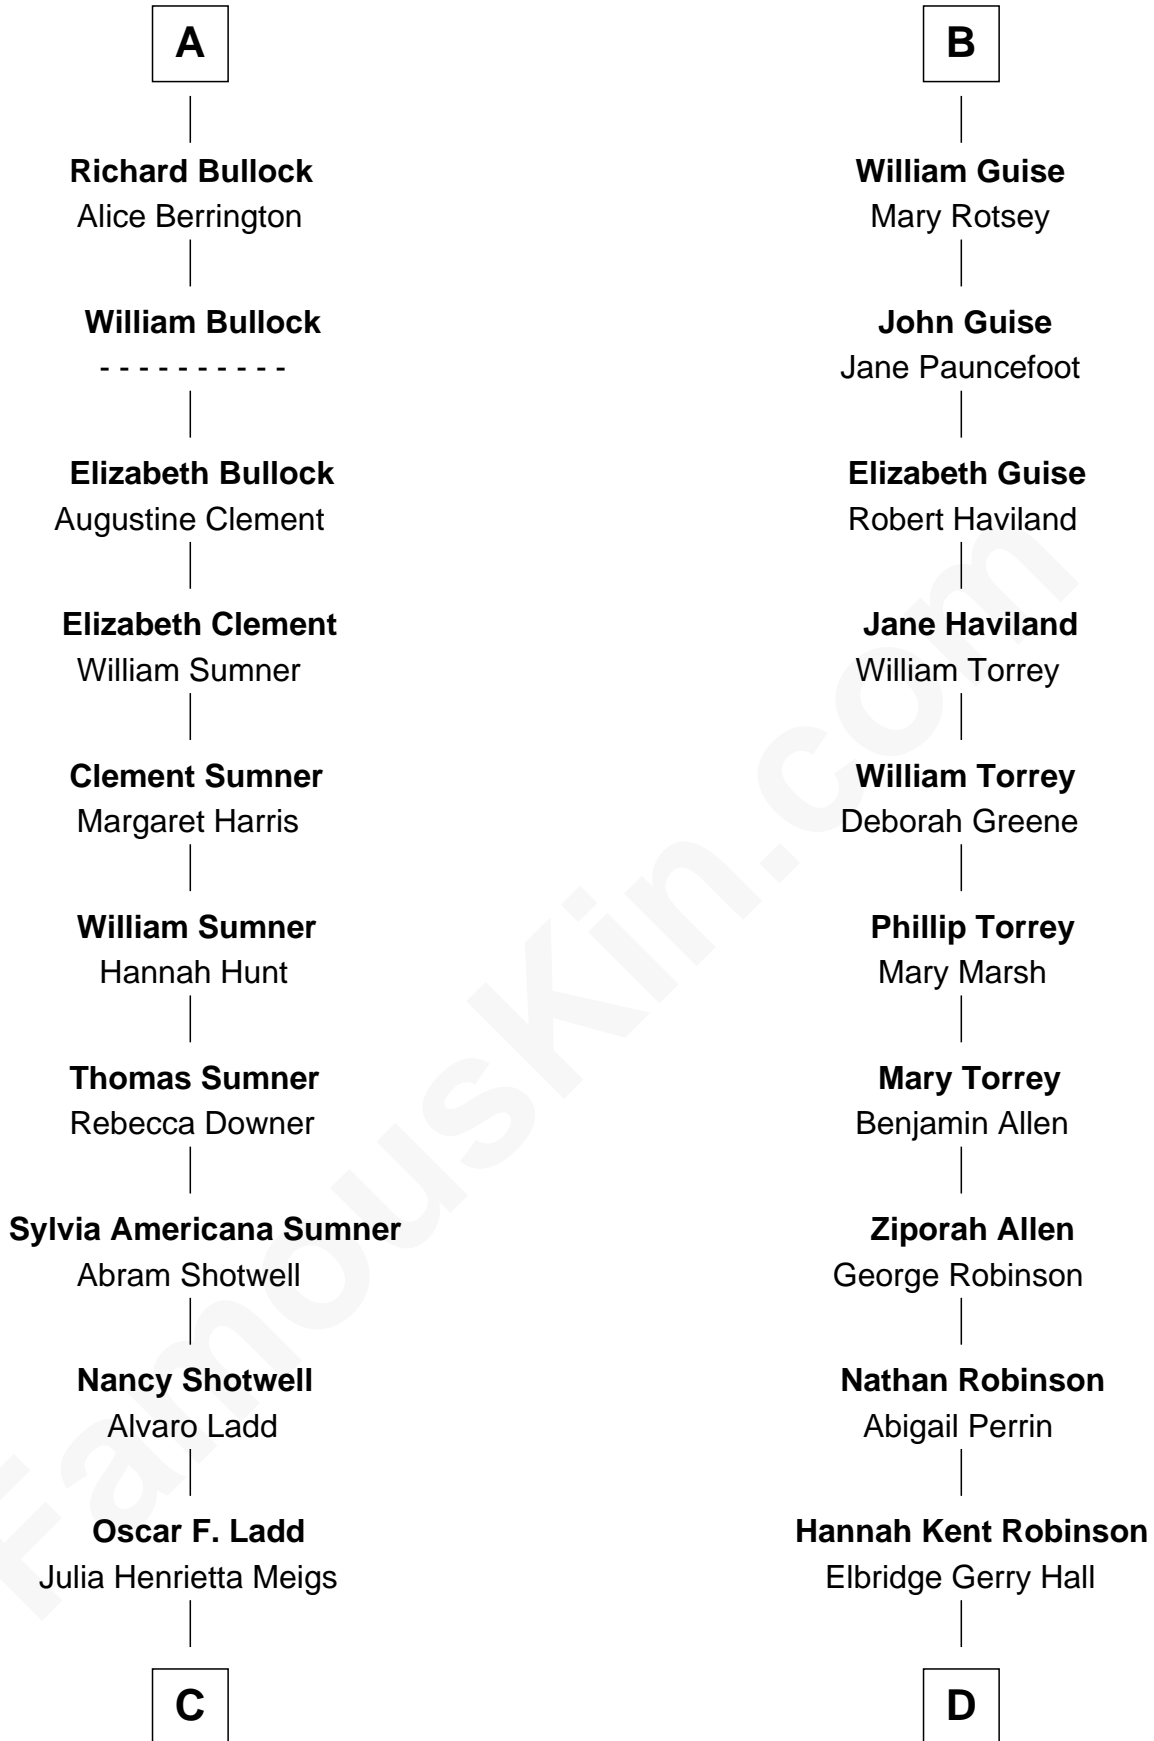 A
Richard Bullock
Alice Berrington
William Bullock
- - - - - - - - - -
Elizabeth Bullock
Augustine Clement
Elizabeth Clement
William Sumner
Clement Sumner
Margaret Harris
William Sumner
Hannah Hunt
Thomas Sumner
Rebecca Downer
Sylvia Americana Sumner
Abram Shotwell
Nancy Shotwell
Alvaro Ladd
Oscar F. Ladd
Julia Henrietta Meigs
C
B
William Guise
Mary Rotsey
John Guise
Jane Pauncefoot
Elizabeth Guise
Robert Haviland
Jane Haviland
William Torrey
William Torrey
Deborah Greene
Phillip Torrey
Mary Marsh
Mary Torrey
Benjamin Allen
Ziporah Allen
George Robinson
Nathan Robinson
Abigail Perrin
Hannah Kent Robinson
Elbridge Gerry Hall
D
FamousKin.com